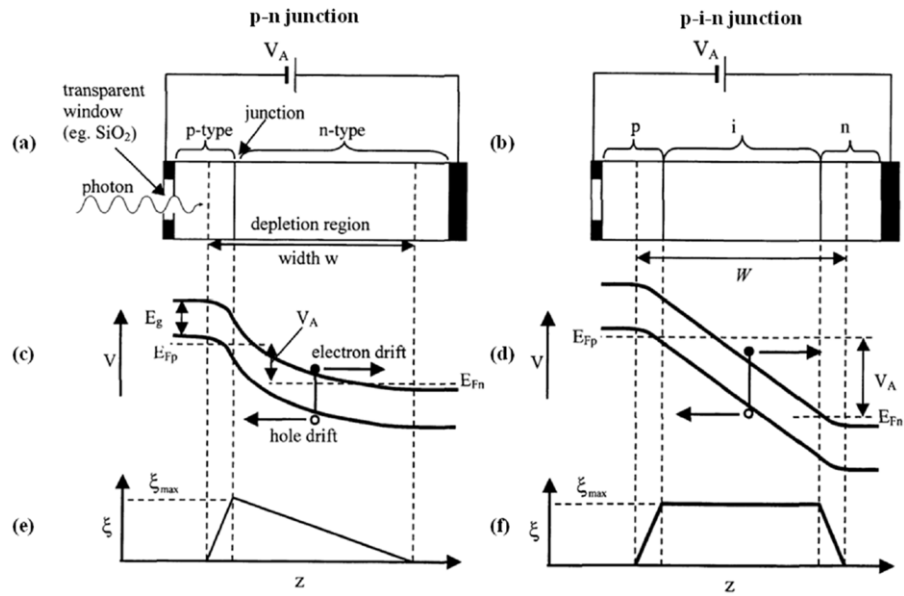 p-n junction
p-i-n junction
V_A
V_A
transparent
window
(eg. SiO₂)
junction
p-type
n-type
(a)
(b)
p
i
n
photon
depletion region
width w
W
E_g
V_A
(c)
V
E_Fp
electron drift
E_Fn
hole drift
(d)
V
E_Fp
V_A
E_Fn
(e)
ξ_max
ξ
z
(f)
ξ_max
ξ
z